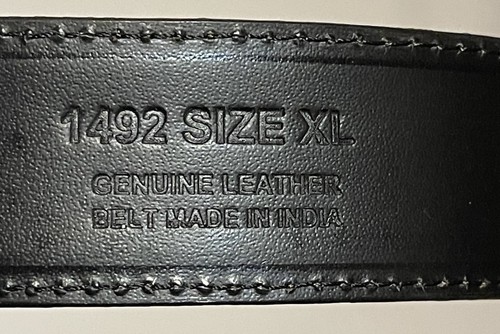 1492 SIZE XL
GENUINE LEATHER
BELT MADE IN INDIA